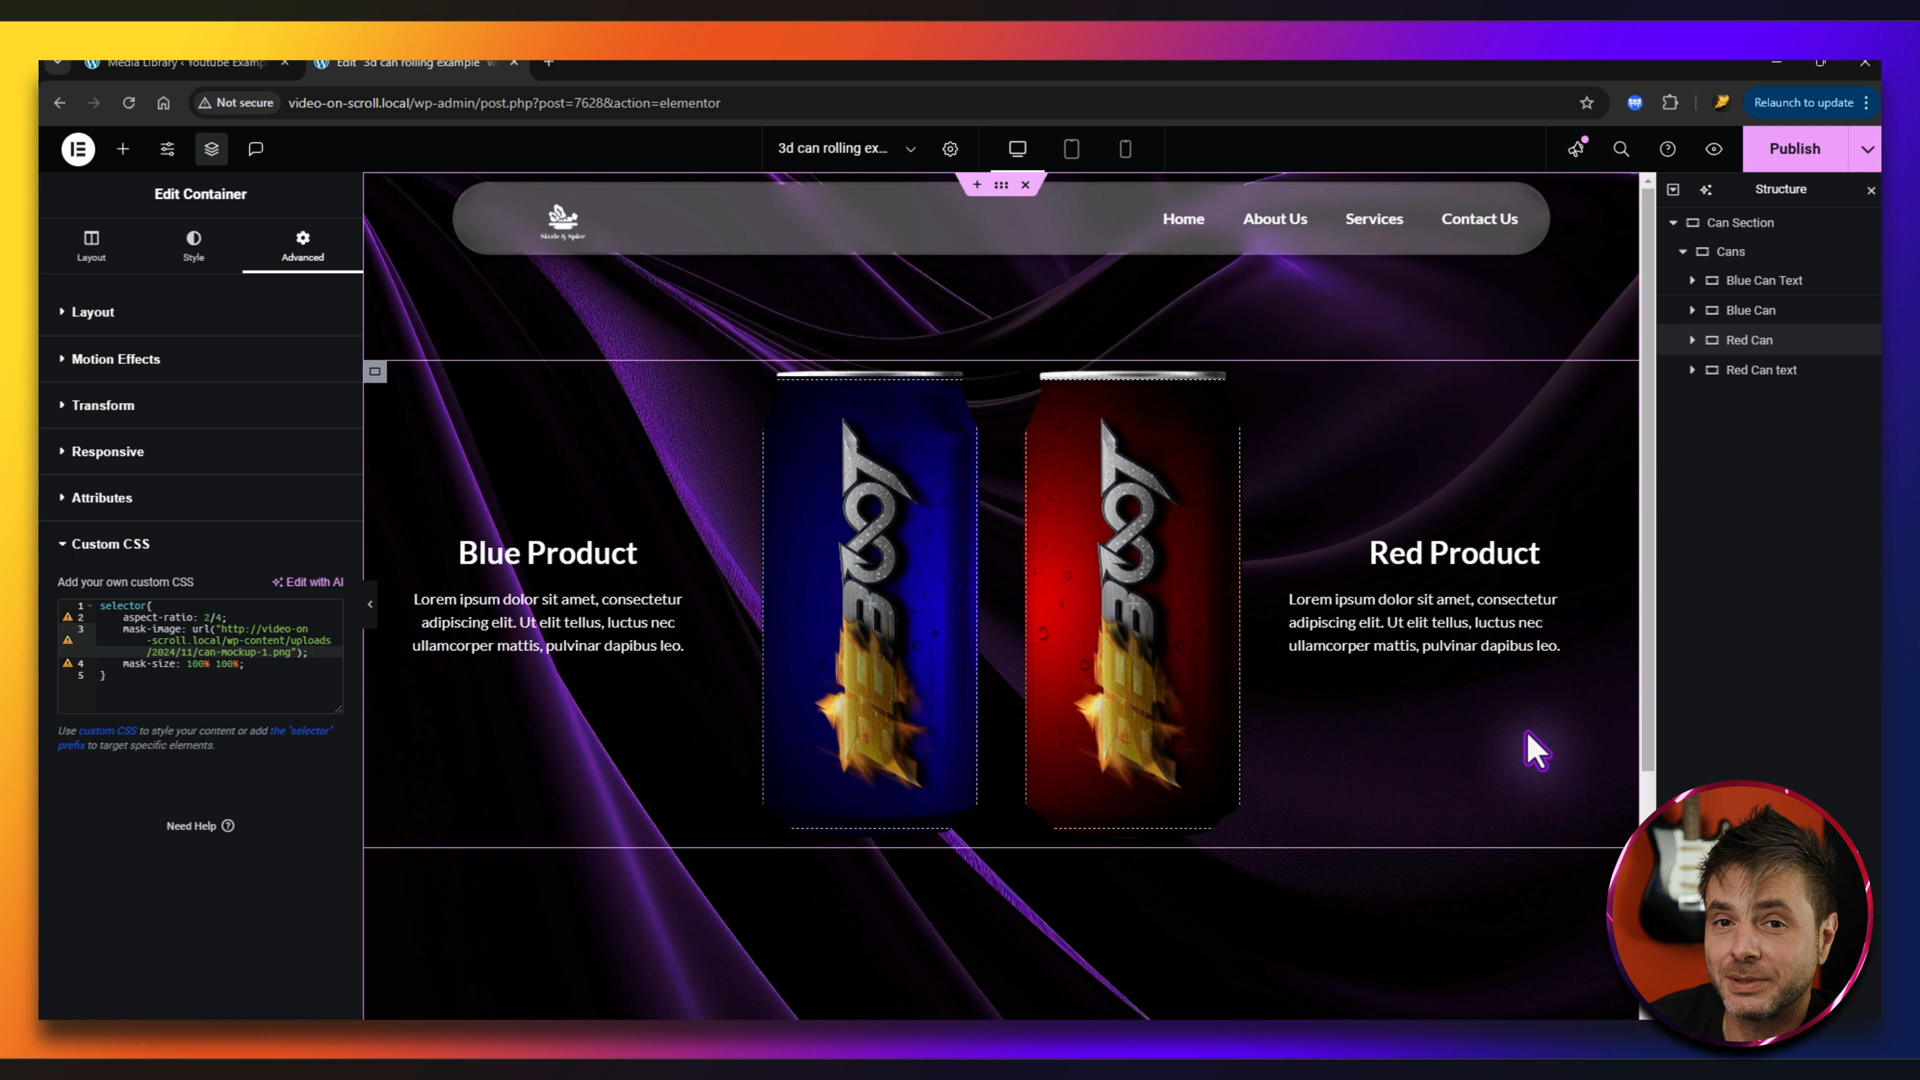 Media Library ‹ Youtube Examp
Edit "3d can rolling example" w
Not secure
video-on-scroll.local/wp-admin/post.php?post=7628&action=elementor
Relaunch to update
3d can rolling ex...
Publish
Edit Container
Layout
Style
Advanced
Layout
Motion Effects
Transform
Responsive
Attributes
Custom CSS
Add your own custom CSS
Edit with AI
1 selector{
2 aspect-ratio: 2/4;
3 mask-image: url("http://video-on
-scroll.local/wp-content/uploads
/2024/11/can-mockup-1.png");
4 mask-size: 100% 100%;
5 }
Use custom CSS to style your content or add the "selector"
prefix to target specific elements.
Need Help
Sizzle & Spice
Home
About Us
Services
Contact Us
Blue Product
Lorem ipsum dolor sit amet, consectetur
adipiscing elit. Ut elit tellus, luctus nec
ullamcorper mattis, pulvinar dapibus leo.
Red Product
Lorem ipsum dolor sit amet, consectetur
adipiscing elit. Ut elit tellus, luctus nec
ullamcorper mattis, pulvinar dapibus leo.
Structure
Can Section
Cans
Blue Can Text
Blue Can
Red Can
Red Can text